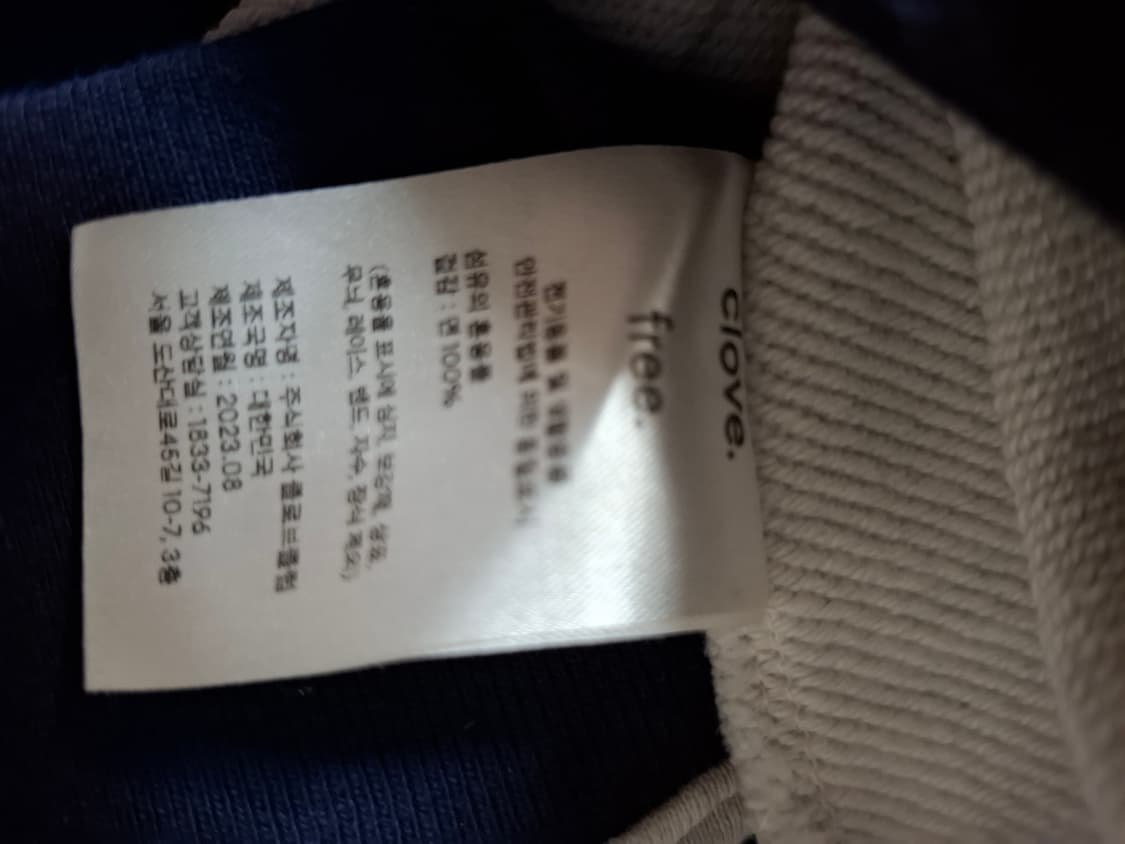 clove.
free.
전기용품 및 생활용품
안전관리법에 의한 품질표시
섬유의 혼용률
겉감 : 면 100%
(혼용률 표시에 심지, 보강재, 상표,
무늬, 레이스, 밴드, 자수, 장식 제외)
제조자명 : 주식회사 클로브클럽
제조국명 : 대한민국
제조연월 : 2023.08
고객상담실 : 1833-7196
서울 도산대로45길 10-7, 3층